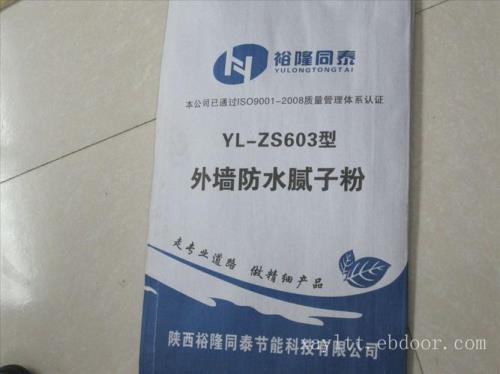 裕隆同泰
YULONGTONGTAI
本公司已通过ISO9001-2008质量管理体系认证
YL-ZS603型
外墙防水腻子粉
走专业道路 做精细产品
陕西裕隆同泰节能科技有限公司
xayltt.ebdoor.com